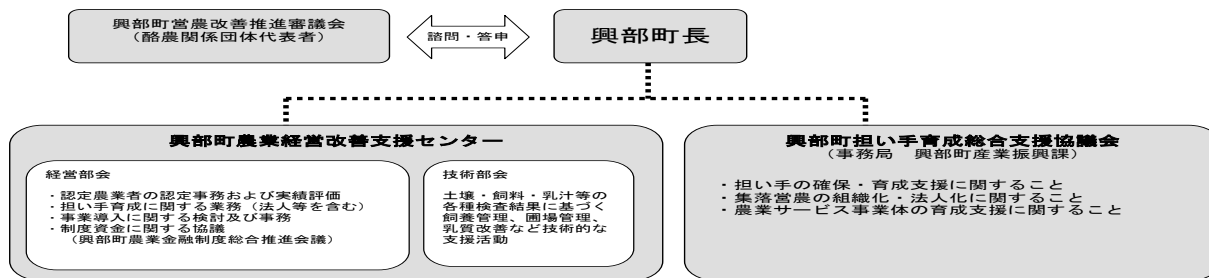 興部町営農改善推進審議会
（酪農関係団体代表者）
諮問・答申
興部町長
興部町農業経営改善支援センター
経営部会
・認定農業者の認定事務および実績評価
・担い手育成に関する業務（法人等を含む）
・事業導入に関する検討及び事務
・制度資金に関する協議
（興部町農業金融制度総合推進会議）
技術部会
土壌・飼料・乳汁等の
各種検査結果に基づく
飼養管理、圃場管理、
乳質改善など技術的な
支援活動
興部町担い手育成総合支援協議会
（事務局　興部町産業振興課）
・担い手の確保・育成支援に関すること
・集落営農の組織化・法人化に関すること
・農業サービス事業体の育成支援に関すること